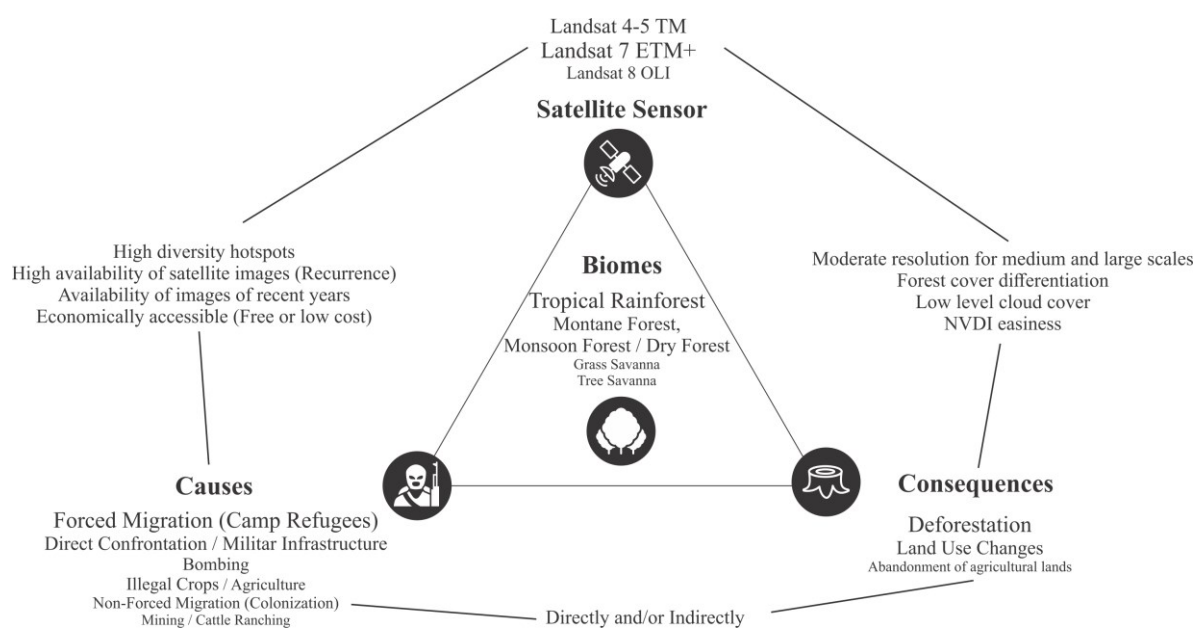 Landsat 4-5 TM
Landsat 7 ETM+
Landsat 8 OLI
Satellite Sensor
High diversity hotspots
High availability of satellite images (Recurrence)
Availability of images of recent years
Economically accessible (Free or low cost)
Biomes
Tropical Rainforest
Montane Forest,
Monsoon Forest / Dry Forest
Grass Savanna
Tree Savanna
Moderate resolution for medium and large scales
Forest cover differentiation
Low level cloud cover
NVDI easiness
Causes
Forced Migration (Camp Refugees)
Direct Confrontation / Militar Infrastructure
Bombing
Illegal Crops / Agriculture
Non-Forced Migration (Colonization)
Mining / Cattle Ranching
Consequences
Deforestation
Land Use Changes
Abandonment of agricultural lands
Directly and/or Indirectly